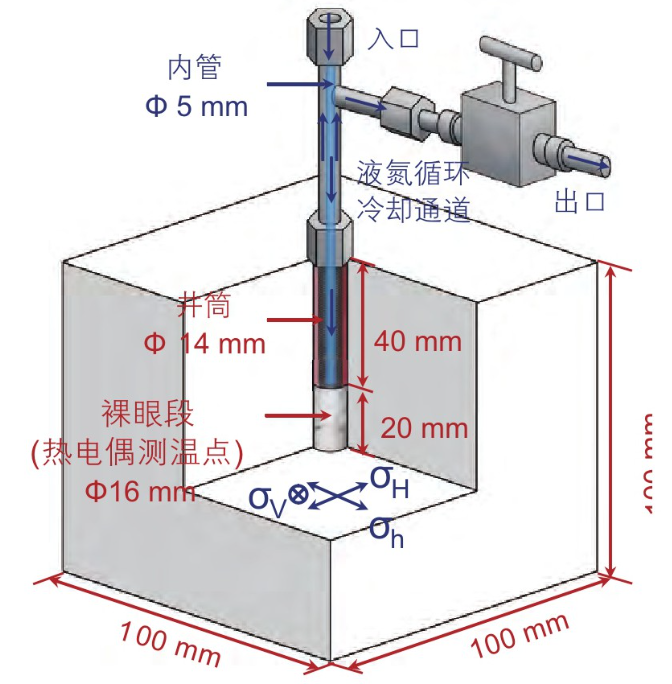 入口
内管
Φ 5 mm
液氮循环
冷却通道
出口
井筒
Φ 14 mm
40 mm
裸眼段
(热电偶测温点)
Φ16 mm
20 mm
σH
σV
σh
100 mm
100 mm
100 mm